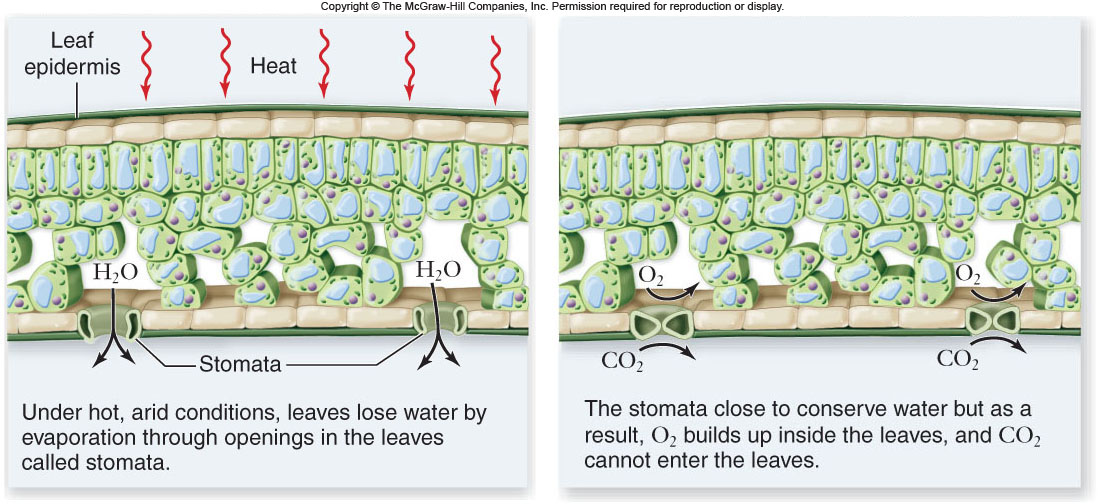 Copyright © The McGraw-Hill Companies, Inc. Permission required for reproduction or display.
Leaf
epidermis
Heat
H₂O
H₂O
Stomata
Under hot, arid conditions, leaves lose water by
evaporation through openings in the leaves
called stomata.
O₂
O₂
CO₂
CO₂
The stomata close to conserve water but as a
result, O₂ builds up inside the leaves, and CO₂
cannot enter the leaves.